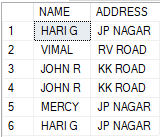 NAME ADDRESS
1 HARI G JP NAGAR
2 VIMAL RV ROAD
3 JOHN R KK ROAD
4 JOHN R KK ROAD
5 MERCY JP NAGAR
6 HARI G JP NAGAR